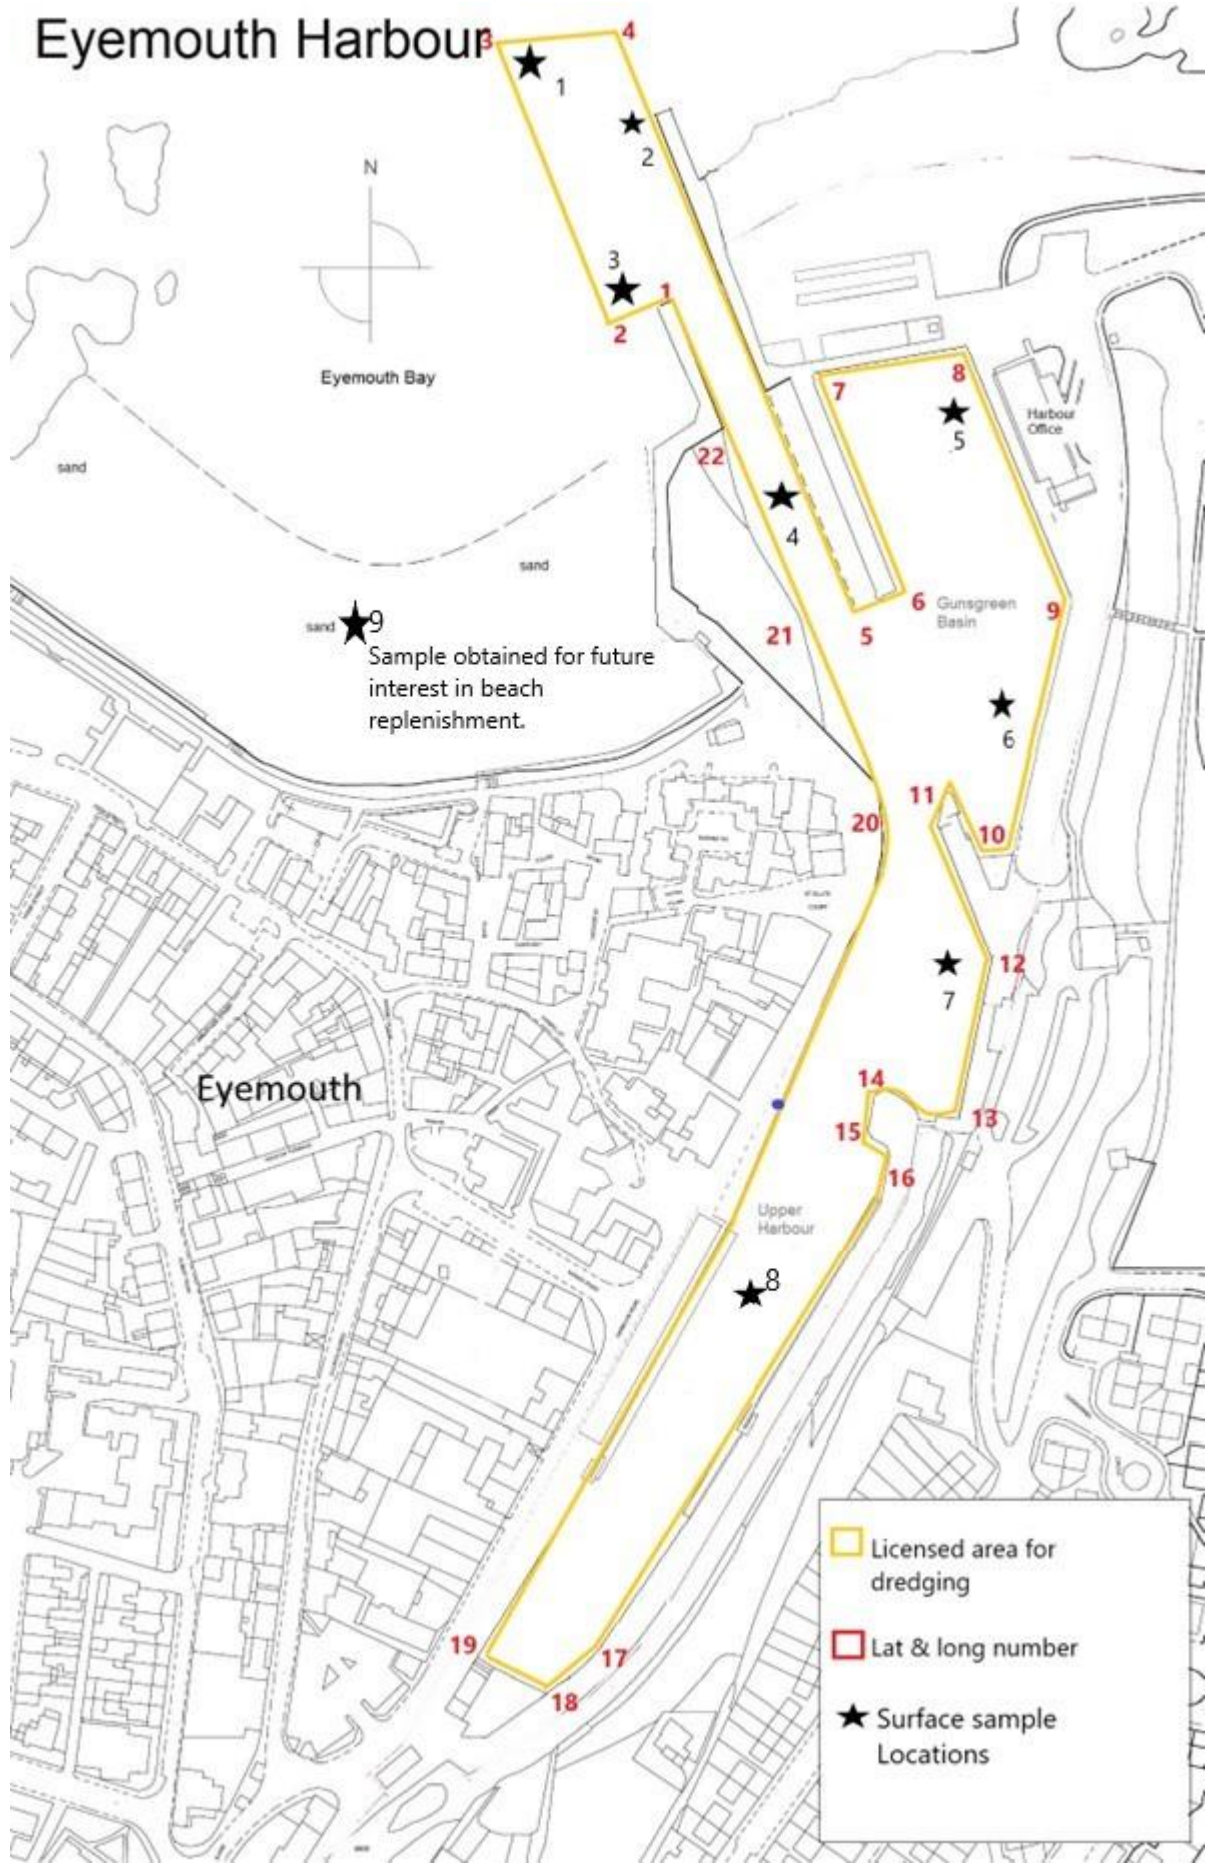 Eyemouth Harbour
3
4
1
2
N
3
1
2
Eyemouth Bay
7
8
5
Harbour
Office
22
sand
4
sand
6
Gunsgreen
Basin
9
5
sand
9
21
Sample obtained for future
interest in beach
replenishment.
6
11
20
10
12
7
14
Eyemouth
13
15
16
Upper
Harbour
8
Licensed area for
dredging
19
17
Lat & long number
18
Surface sample
Locations